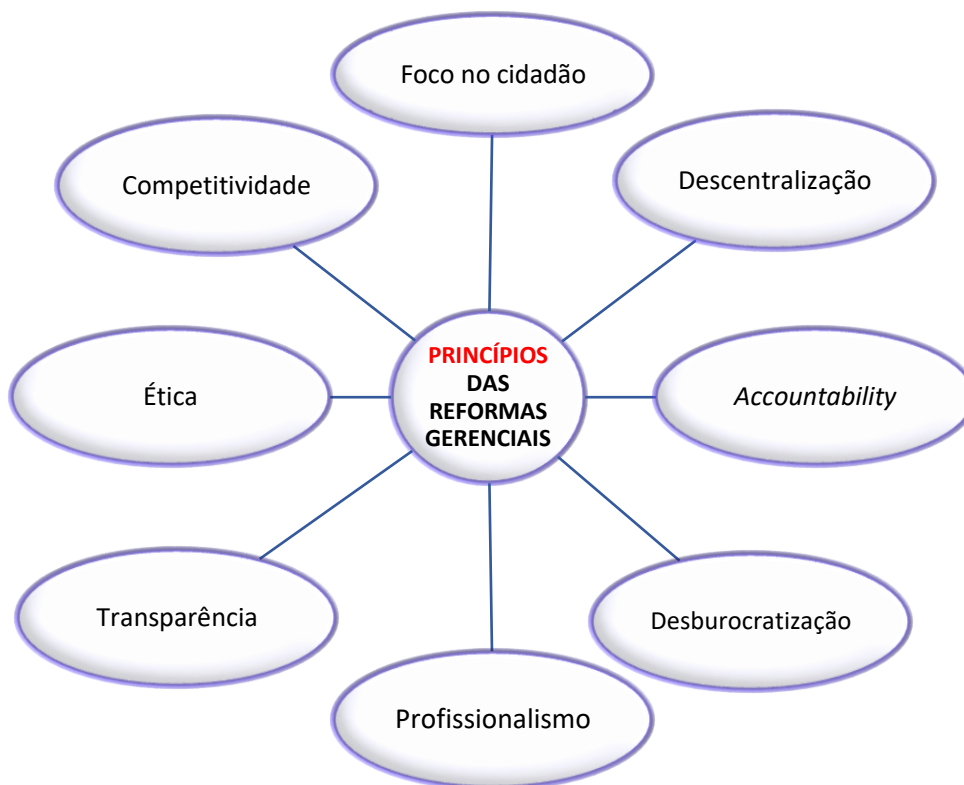 Foco no cidadão
Competitividade
Descentralização
PRINCÍPIOS
DAS
REFORMAS
GERENCIAIS
Ética
Accountability
Transparência
Desburocratização
Profissionalismo